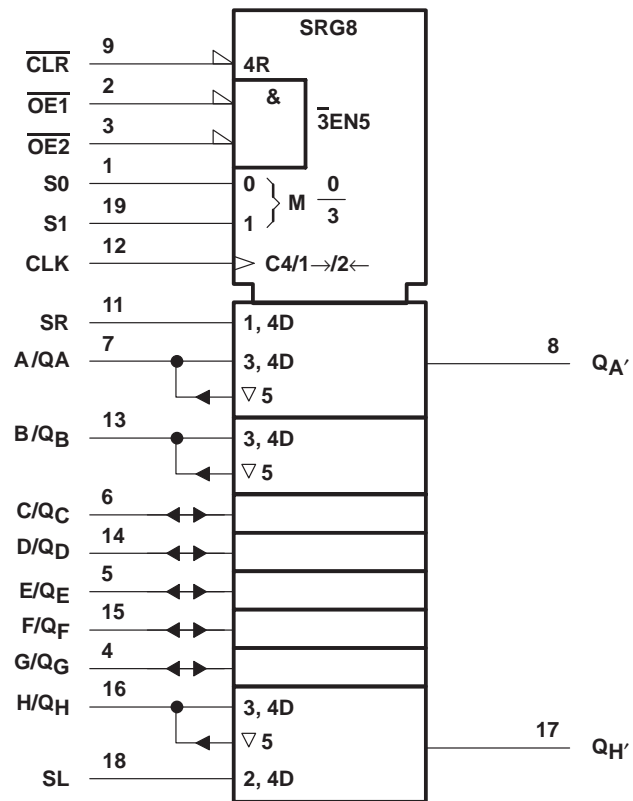 SRG8
CLR 9 4R
OE1 2 &
3EN5
OE2 3
S0 1 0 M 0
3
S1 19 1
CLK 12 C4/1→/2←
SR 11 1, 4D
A/QA 7 3, 4D 8 QA′
▽ 5
B/QB 13 3, 4D
▽ 5
C/QC 6
D/QD 14
E/QE 5
F/QF 15
G/QG 4
H/QH 16 3, 4D
▽ 5 17 QH′
SL 18 2, 4D